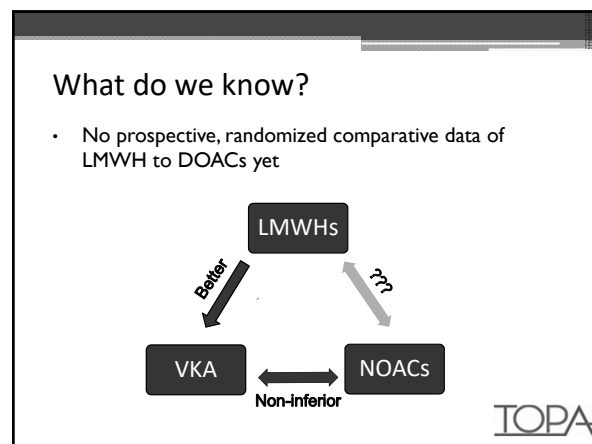 What do we know?
• No prospective, randomized comparative data of
LMWH to DOACs yet
LMWHs
Better
???
VKA
NOACs
Non-inferior
TOPA